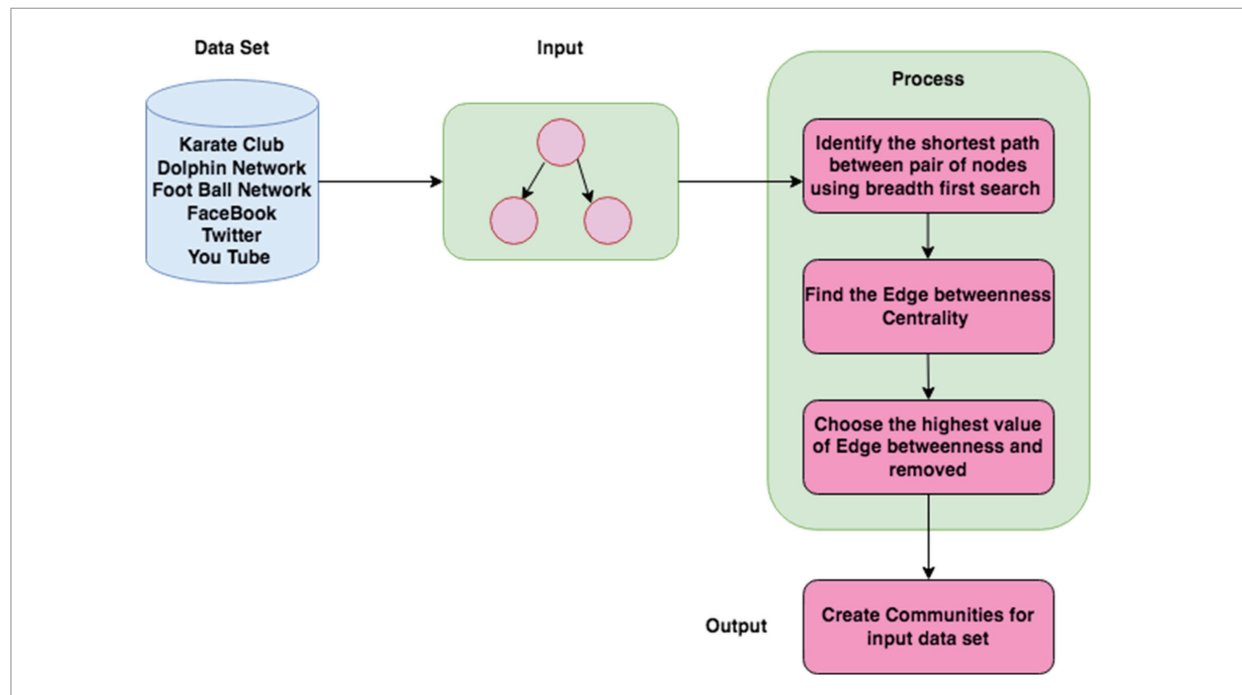 Data Set
Karate Club
Dolphin Network
Foot Ball Network
FaceBook
Twitter
You Tube
Input
Process
Identify the shortest path
between pair of nodes
using breadth first search
Find the Edge betweenness
Centrality
Choose the highest value
of Edge betweenness and
removed
Output
Create Communities for
input data set